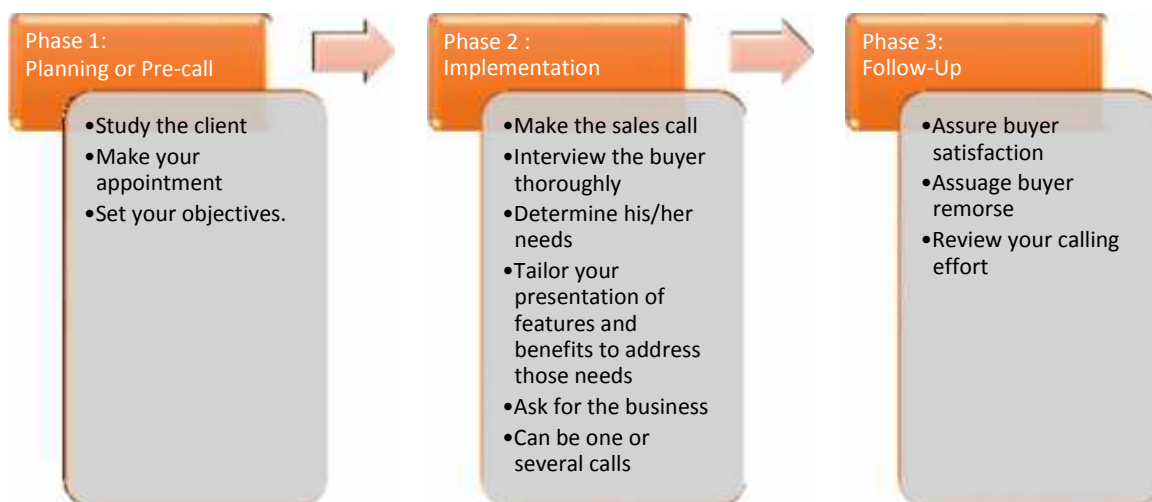 Phase 1:
Planning or Pre-call
•Study the client
•Make your
appointment
•Set your objectives.
Phase 2 :
Implementation
•Make the sales call
•Interview the buyer
thoroughly
•Determine his/her
needs
•Tailor your
presentation of
features and
benefits to address
those needs
•Ask for the business
•Can be one or
several calls
Phase 3:
Follow-Up
•Assure buyer
satisfaction
•Assuage buyer
remorse
•Review your calling
effort